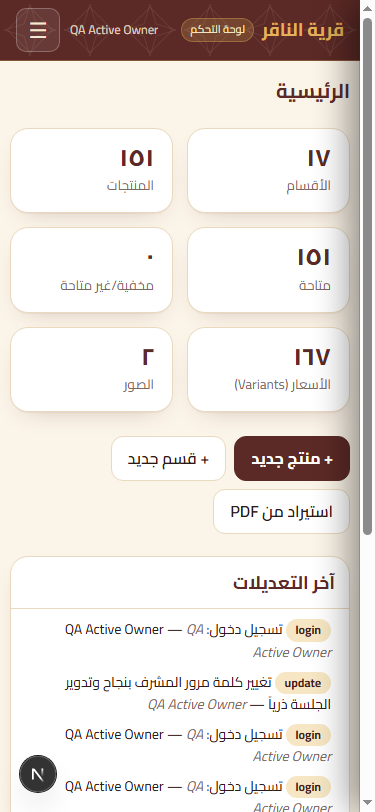 قرية الناقر لوحة التحكم QA Active Owner
الرئيسية
١٧
الأقسام
١٥١
المنتجات
١٥١
متاحة
٠
مخفية/غير متاحة
١٦٧
الأسعار (Variants)
٢
الصور
+ منتج جديد
+ قسم جديد
استيراد من PDF
آخر التعديلات
login تسجيل دخول: QA Active Owner — QA
Active Owner
update تغيير كلمة مرور المشرف بنجاح وتدوير
الجلسة ذرياً — QA Active Owner
login تسجيل دخول: QA Active Owner — QA
Active Owner
login تسجيل دخول: QA Active Owner — QA
Active Owner
N